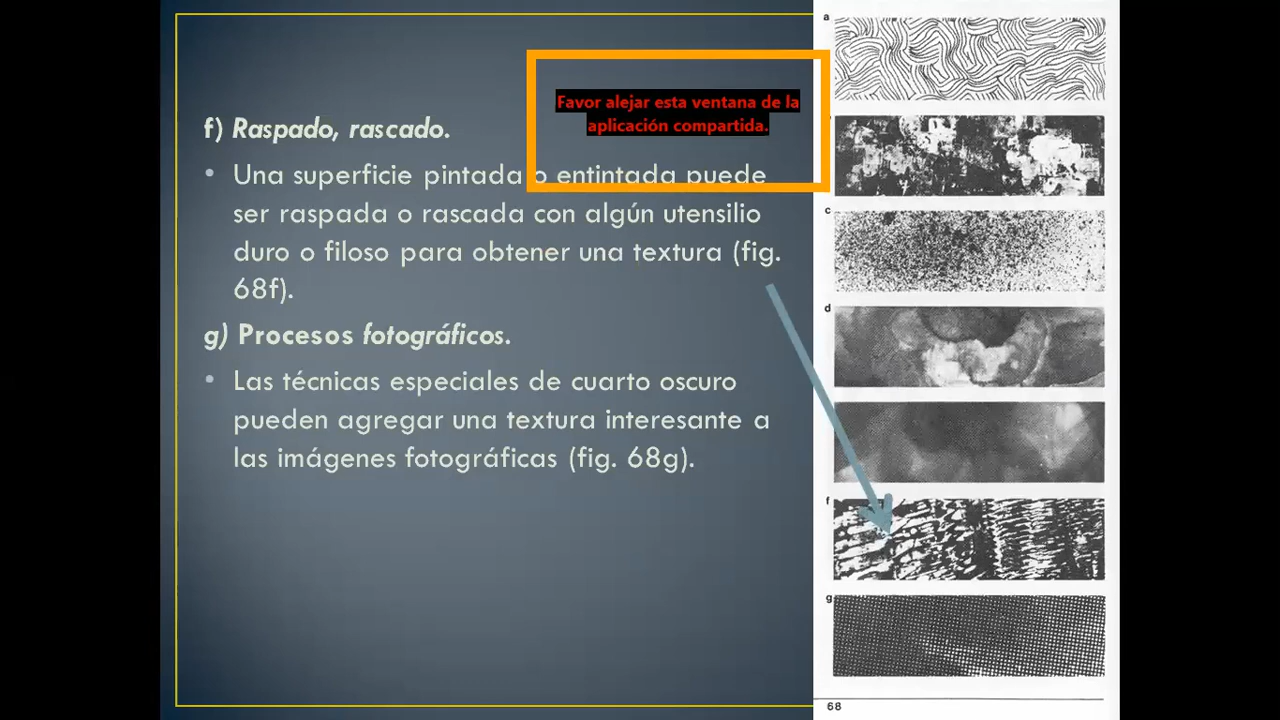 f) Raspado, rascado.
Favor alejar esta ventana de la
aplicación compartida.
• Una superficie pintada o entintada puede
ser raspada o rascada con algún utensilio
duro o filoso para obtener una textura (fig.
68f).
g) Procesos fotográficos.
• Las técnicas especiales de cuarto oscuro
pueden agregar una textura interesante a
las imágenes fotográficas (fig. 68g).
a
c
d
f
g
68